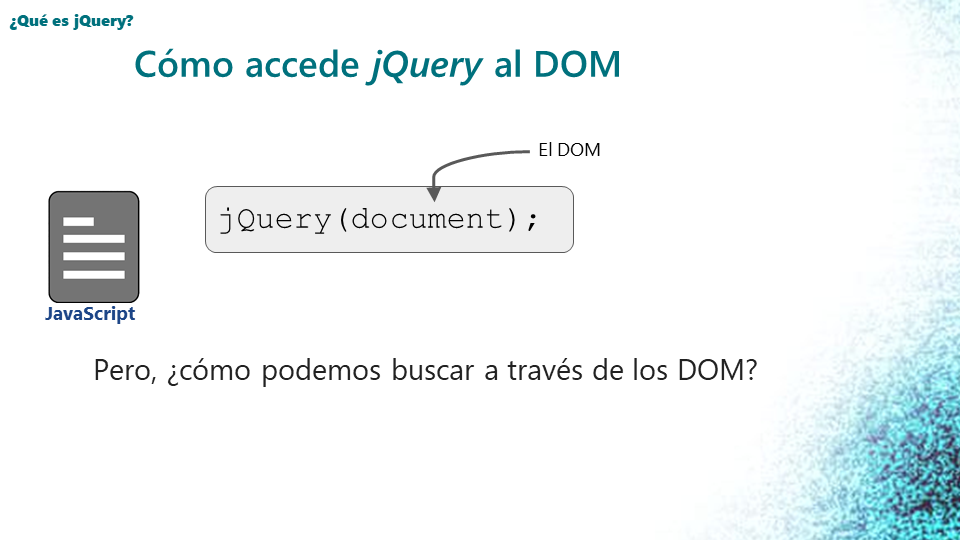 ¿Qué es jQuery?
Cómo accede jQuery al DOM
El DOM
jQuery(document);
JavaScript
Pero, ¿cómo podemos buscar a través de los DOM?